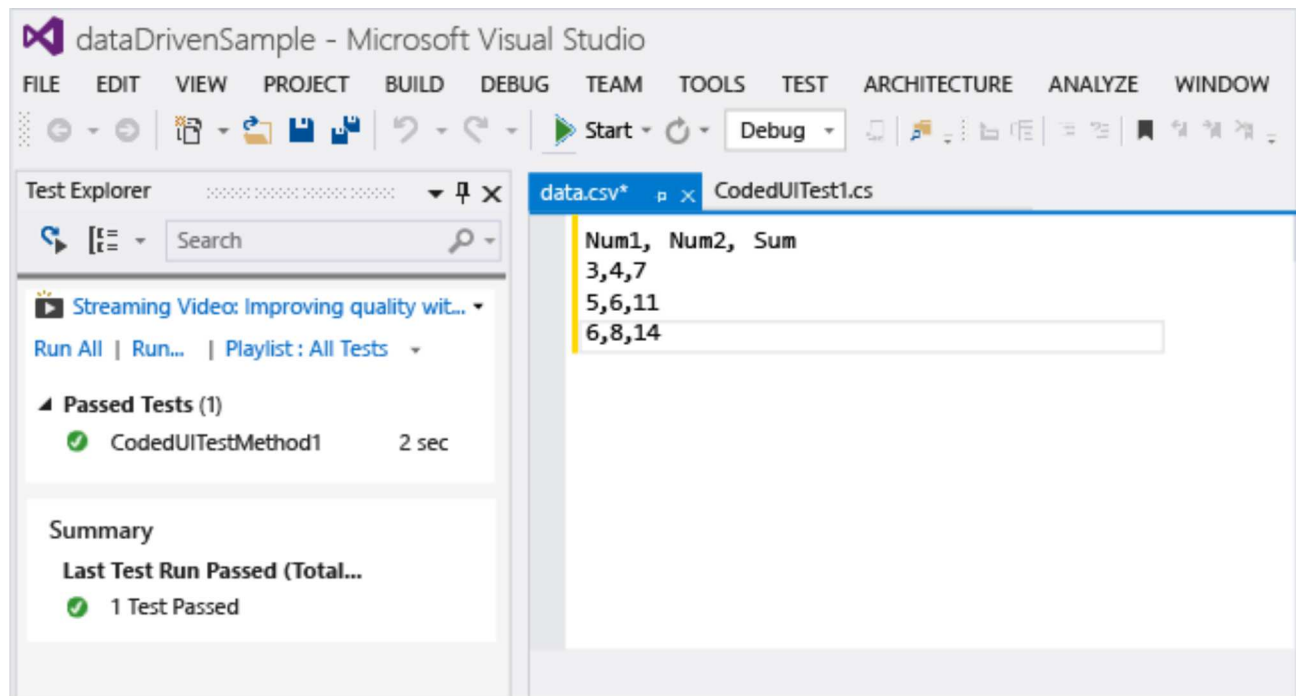 dataDrivenSample - Microsoft Visual Studio
FILE EDIT VIEW PROJECT BUILD DEBUG TEAM TOOLS TEST ARCHITECTURE ANALYZE WINDOW
Start Debug
Test Explorer
Search
Streaming Video: Improving quality wit...
Run All | Run... | Playlist : All Tests
Passed Tests (1)
CodedUITestMethod1 2 sec
Summary
Last Test Run Passed (Total...
1 Test Passed
data.csv* CodedUITest1.cs
Num1, Num2, Sum
3,4,7
5,6,11
6,8,14